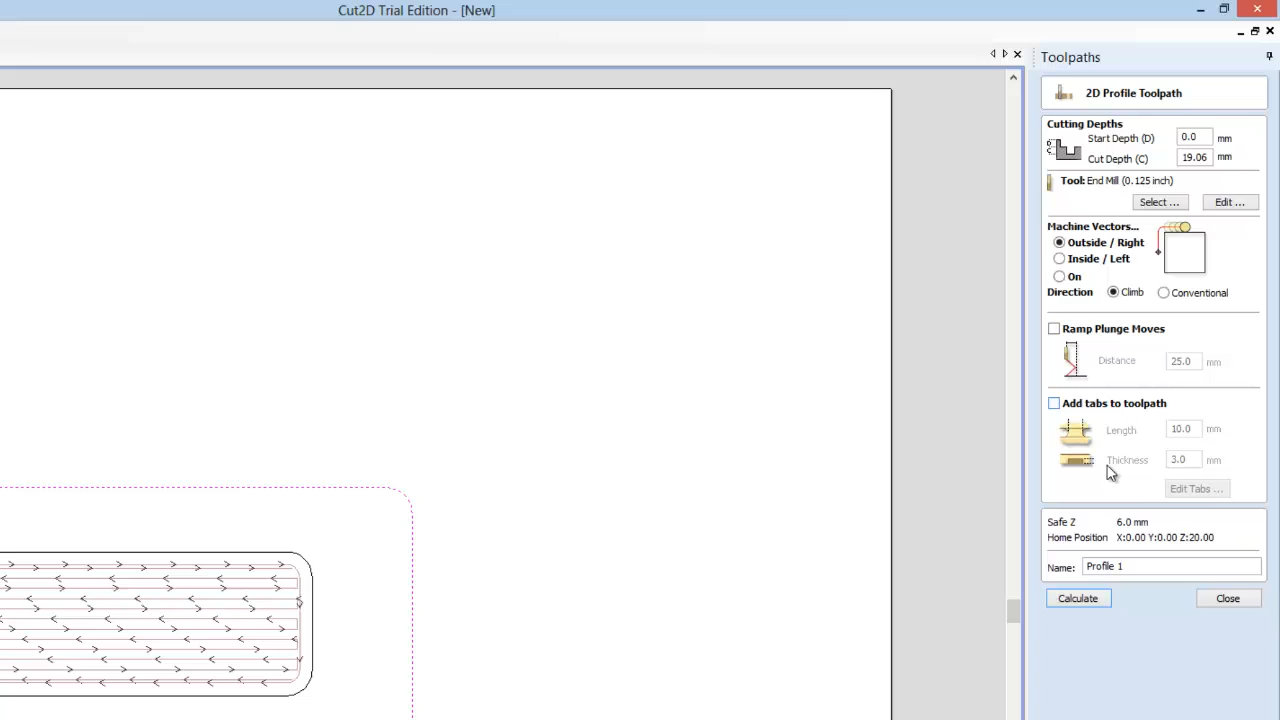 Cut2D Trial Edition - [New]
Toolpaths
2D Profile Toolpath
Cutting Depths
Start Depth (D) 0.0 mm
Cut Depth (C) 19.06 mm
Tool: End Mill (0.125 inch)
Select ... Edit ...
Machine Vectors...
Outside / Right
Inside / Left
On
Direction Climb Conventional
Ramp Plunge Moves
Distance 25.0 mm
Add tabs to toolpath
Length 10.0 mm
Thickness 3.0 mm
Edit Tabs ...
Safe Z 6.0 mm
Home Position X:0.00 Y:0.00 Z:20.00
Name: Profile 1
Calculate Close